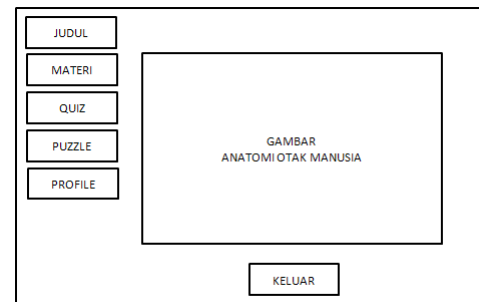 JUDUL
MATERI
QUIZ
PUZZLE
PROFILE
GAMBAR
ANATOMI OTAK MANUSIA
KELUAR